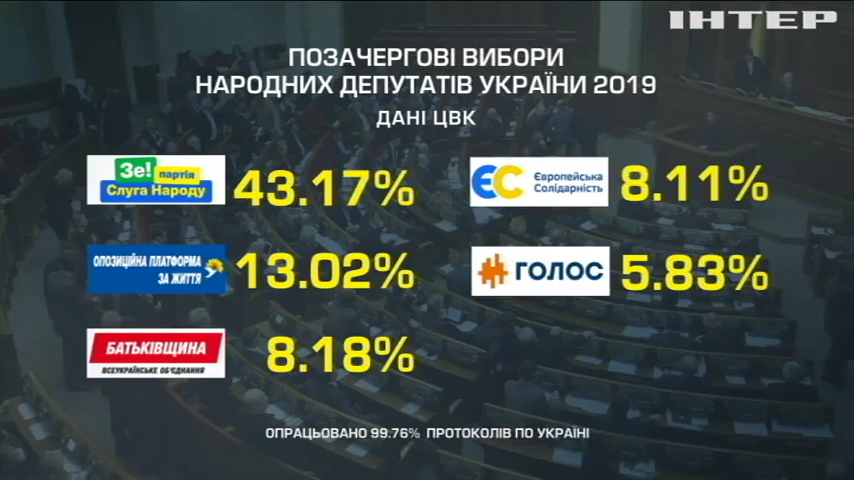 ІНТЕР
ПОЗАЧЕРГОВІ ВИБОРИ
НАРОДНИХ ДЕПУТАТІВ УКРАЇНИ 2019
ДАНІ ЦВК
Зе! партія
Слуга Народу
43.17%
ОПОЗИЦІЙНА ПЛАТФОРМА
ЗА ЖИТТЯ
13.02%
БАТЬКІВЩИНА
ВСЕУКРАЇНСЬКЕ ОБ'ЄДНАННЯ
8.18%
ЄС Європейська
Солідарність
8.11%
ГОЛОС
5.83%
ОПРАЦЬОВАНО 99.76% ПРОТОКОЛІВ ПО УКРАЇНІ